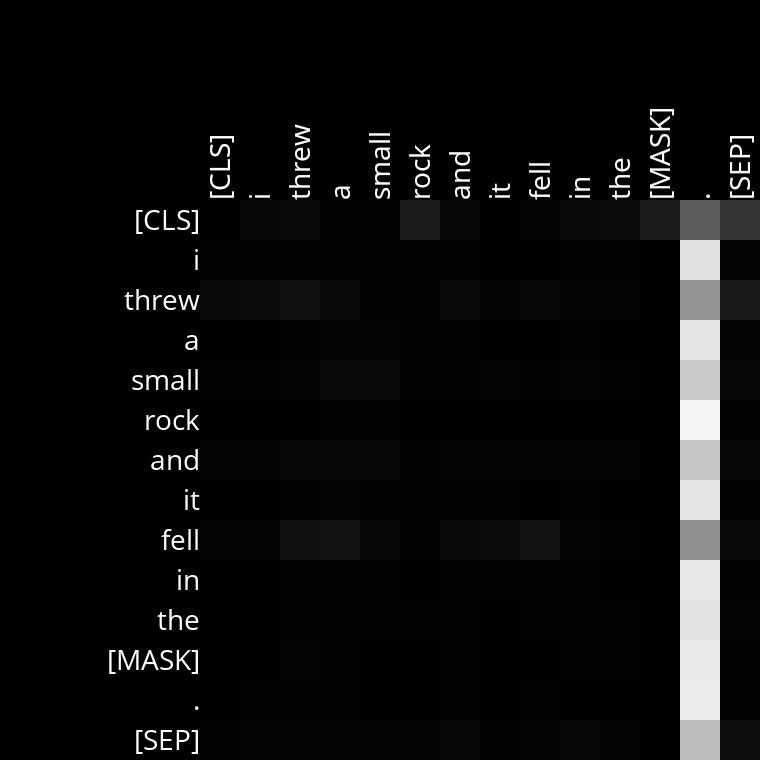 [CLS] i threw a small rock and it fell in the [MASK] . [SEP]
[CLS]
i
threw
a
small
rock
and
it
fell
in
the
[MASK]
.
[SEP]